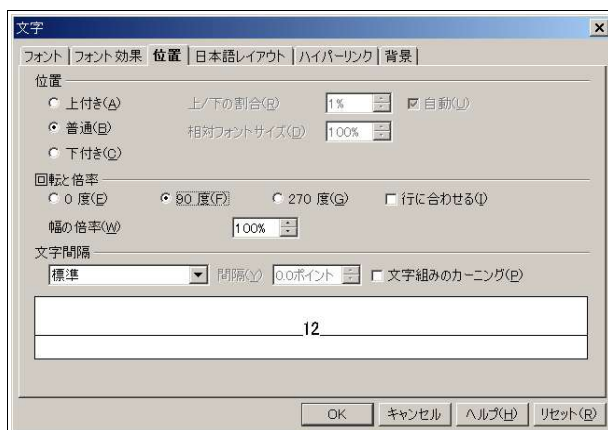 文字
フォント フォント効果 位置 日本語レイアウト ハイパーリンク 背景
位置
上付き(A) 上/下の割合(R) 1% 自動(U)
普通(B) 相対フォントサイズ(D) 100%
下付き(C)
回転と倍率
0 度(E) 90 度(F) 270 度(G) 行に合わせる(I)
幅の倍率(W) 100%
文字間隔
標準 間隔(Y) 0.0ポイント 文字組みのカーニング(P)
12
OK キャンセル ヘルプ(H) リセット(R)